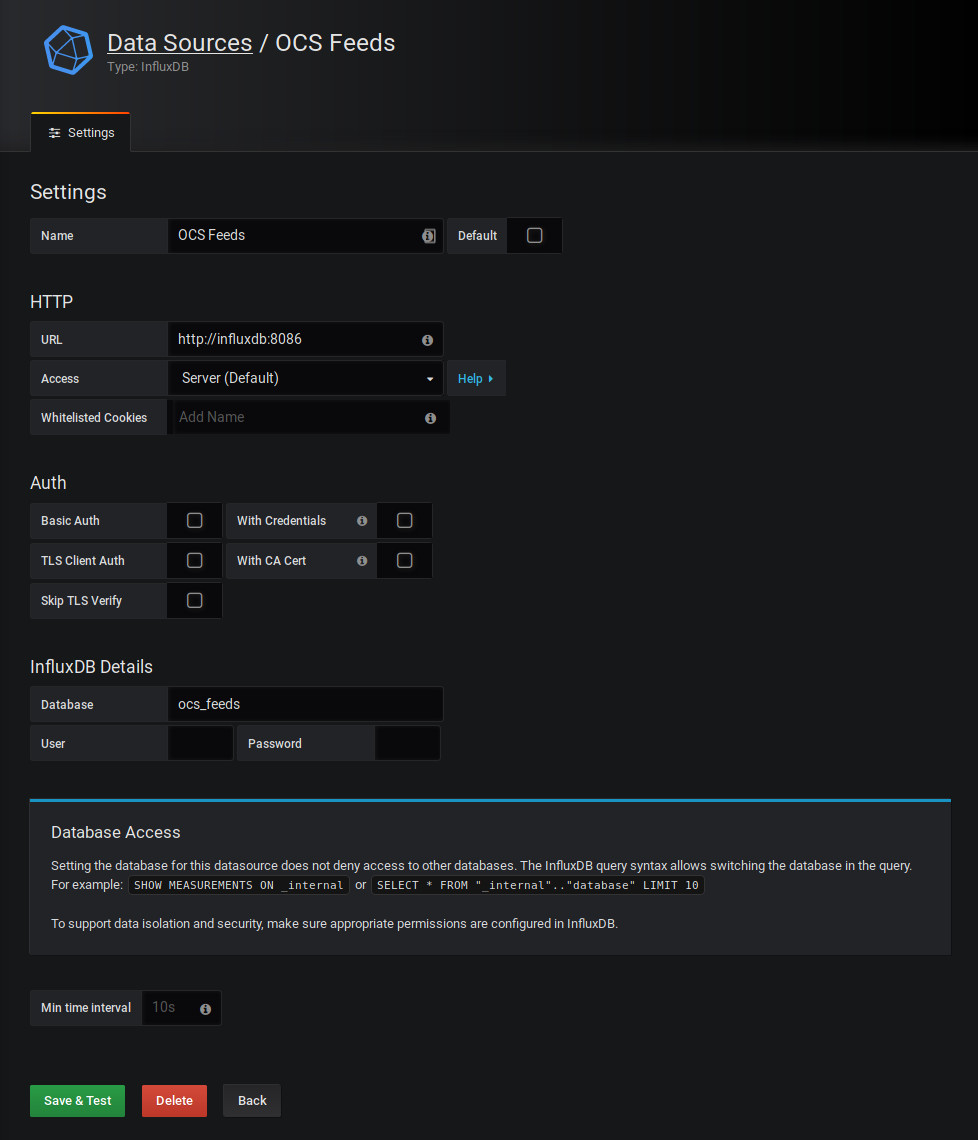 Data Sources / OCS Feeds
Type: InfluxDB
Settings
Settings
Name OCS Feeds Default
HTTP
URL http://influxdb:8086
Access Server (Default) Help
Whitelisted Cookies Add Name
Auth
Basic Auth With Credentials
TLS Client Auth With CA Cert
Skip TLS Verify
InfluxDB Details
Database ocs_feeds
User Password
Database Access
Setting the database for this datasource does not deny access to other databases. The InfluxDB query syntax allows switching the database in the query.
For example: SHOW MEASUREMENTS ON _internal or SELECT * FROM "_internal".."database" LIMIT 10
To support data isolation and security, make sure appropriate permissions are configured in InfluxDB.
Min time interval 10s
Save & Test Delete Back